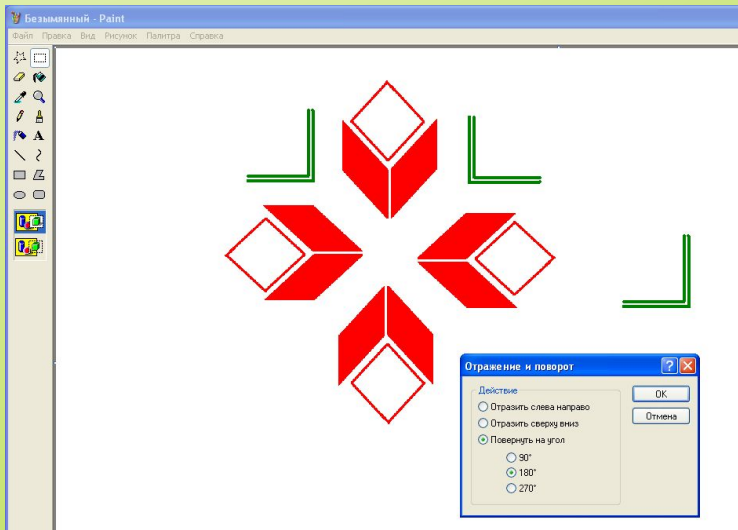 Безымянный - Paint
Файл Правка Вид Рисунок Палитра Справка
A
Отражение и поворот
Действие
Отразить слева направо
Отразить сверху вниз
Повернуть на угол
90°
180°
270°
OK
Отмена